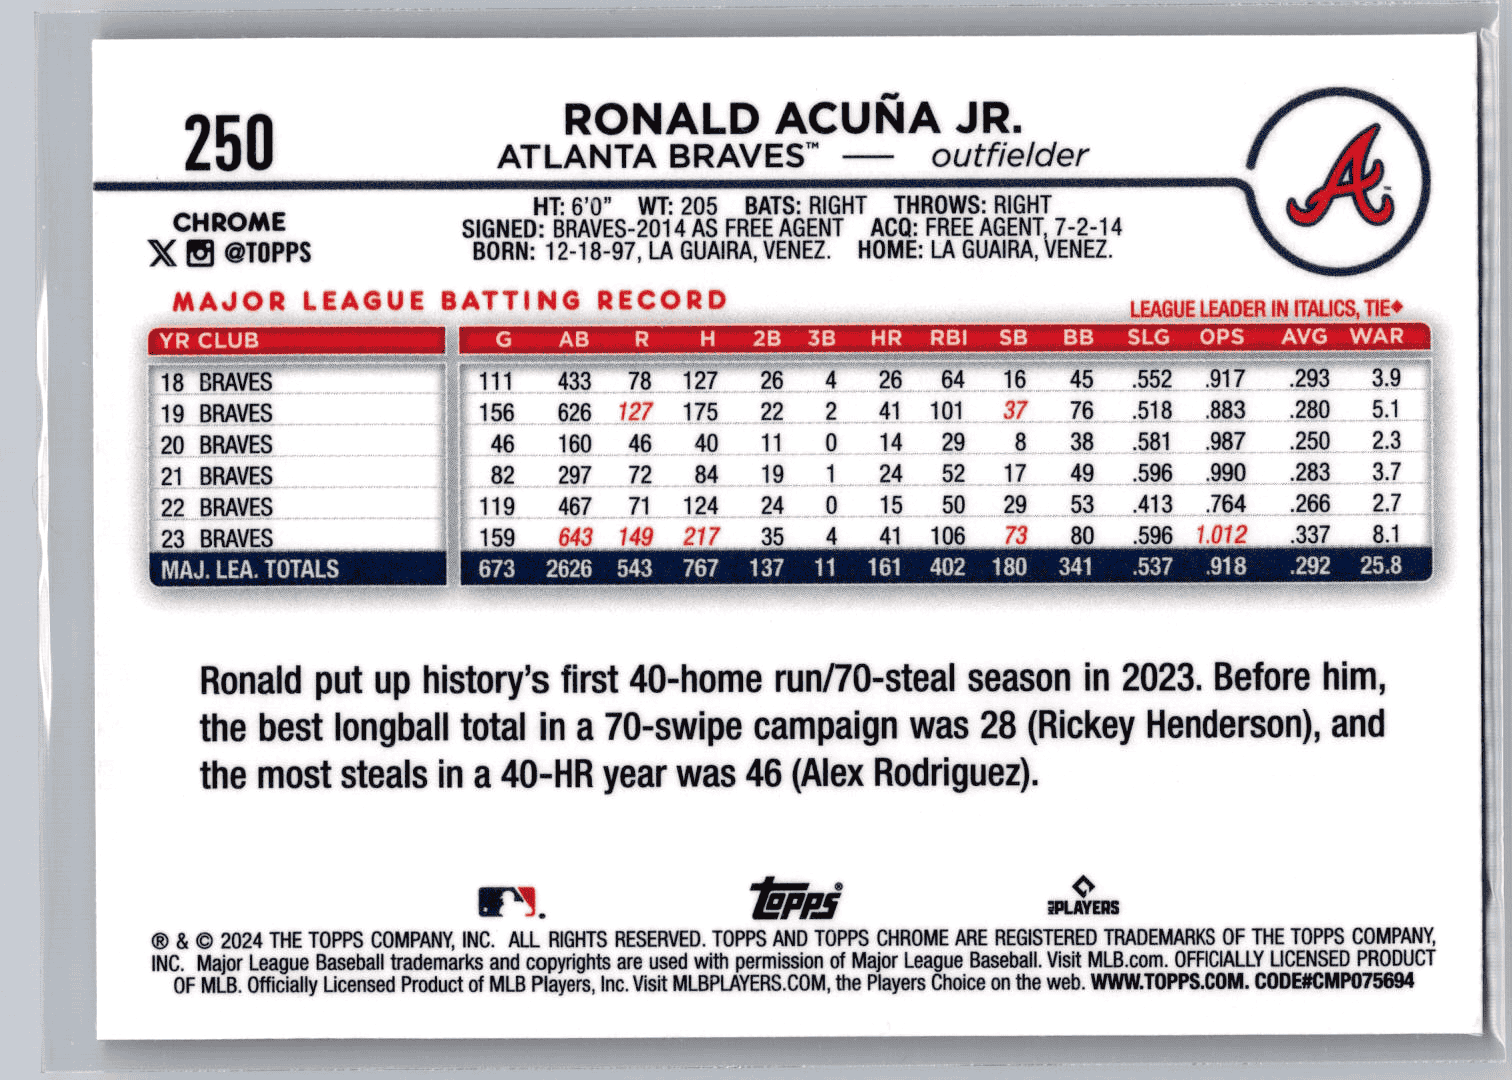 250
RONALD ACUÑA JR.
ATLANTA BRAVES™ — outfielder
A™
CHROME
X @TOPPS
HT: 6'0" WT: 205 BATS: RIGHT THROWS: RIGHT
SIGNED: BRAVES-2014 AS FREE AGENT ACQ: FREE AGENT, 7-2-14
BORN: 12-18-97, LA GUAIRA, VENEZ. HOME: LA GUAIRA, VENEZ.
MAJOR LEAGUE BATTING RECORD
LEAGUE LEADER IN ITALICS, TIE◆
YR CLUB G AB R H 2B 3B HR RBI SB BB SLG OPS AVG WAR
18 BRAVES 111 433 78 127 26 4 26 64 16 45 .552 .917 .293 3.9
19 BRAVES 156 626 127 175 22 2 41 101 37 76 .518 .883 .280 5.1
20 BRAVES 46 160 46 40 11 0 14 29 8 38 .581 .987 .250 2.3
21 BRAVES 82 297 72 84 19 1 24 52 17 49 .596 .990 .283 3.7
22 BRAVES 119 467 71 124 24 0 15 50 29 53 .413 .764 .266 2.7
23 BRAVES 159 643 149 217 35 4 41 106 73 80 .596 1.012 .337 8.1
MAJ. LEA. TOTALS 673 2626 543 767 137 11 161 402 180 341 .537 .918 .292 25.8
Ronald put up history's first 40-home run/70-steal season in 2023. Before him,
the best longball total in a 70-swipe campaign was 28 (Rickey Henderson), and
the most steals in a 40-HR year was 46 (Alex Rodriguez).
topps®
MLBPLAYERS
® & © 2024 THE TOPPS COMPANY, INC. ALL RIGHTS RESERVED. TOPPS AND TOPPS CHROME ARE REGISTERED TRADEMARKS OF THE TOPPS COMPANY,
INC. Major League Baseball trademarks and copyrights are used with permission of Major League Baseball. Visit MLB.com. OFFICIALLY LICENSED PRODUCT
OF MLB. Officially Licensed Product of MLB Players, Inc. Visit MLBPLAYERS.COM, the Players Choice on the web. WWW.TOPPS.COM. CODE#CMP075694